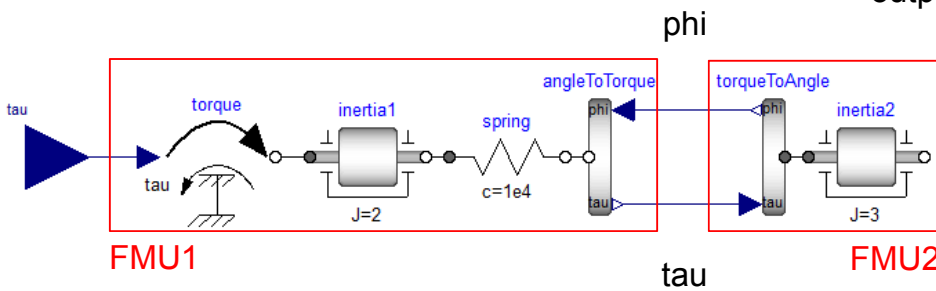 outp
phi
angleToTorque
torqueToAngle
tau
torque
inertia1
spring
phi
phi
inertia2
tau
c=1e4
tau
tau
J=2
J=3
FMU1
FMU2
tau